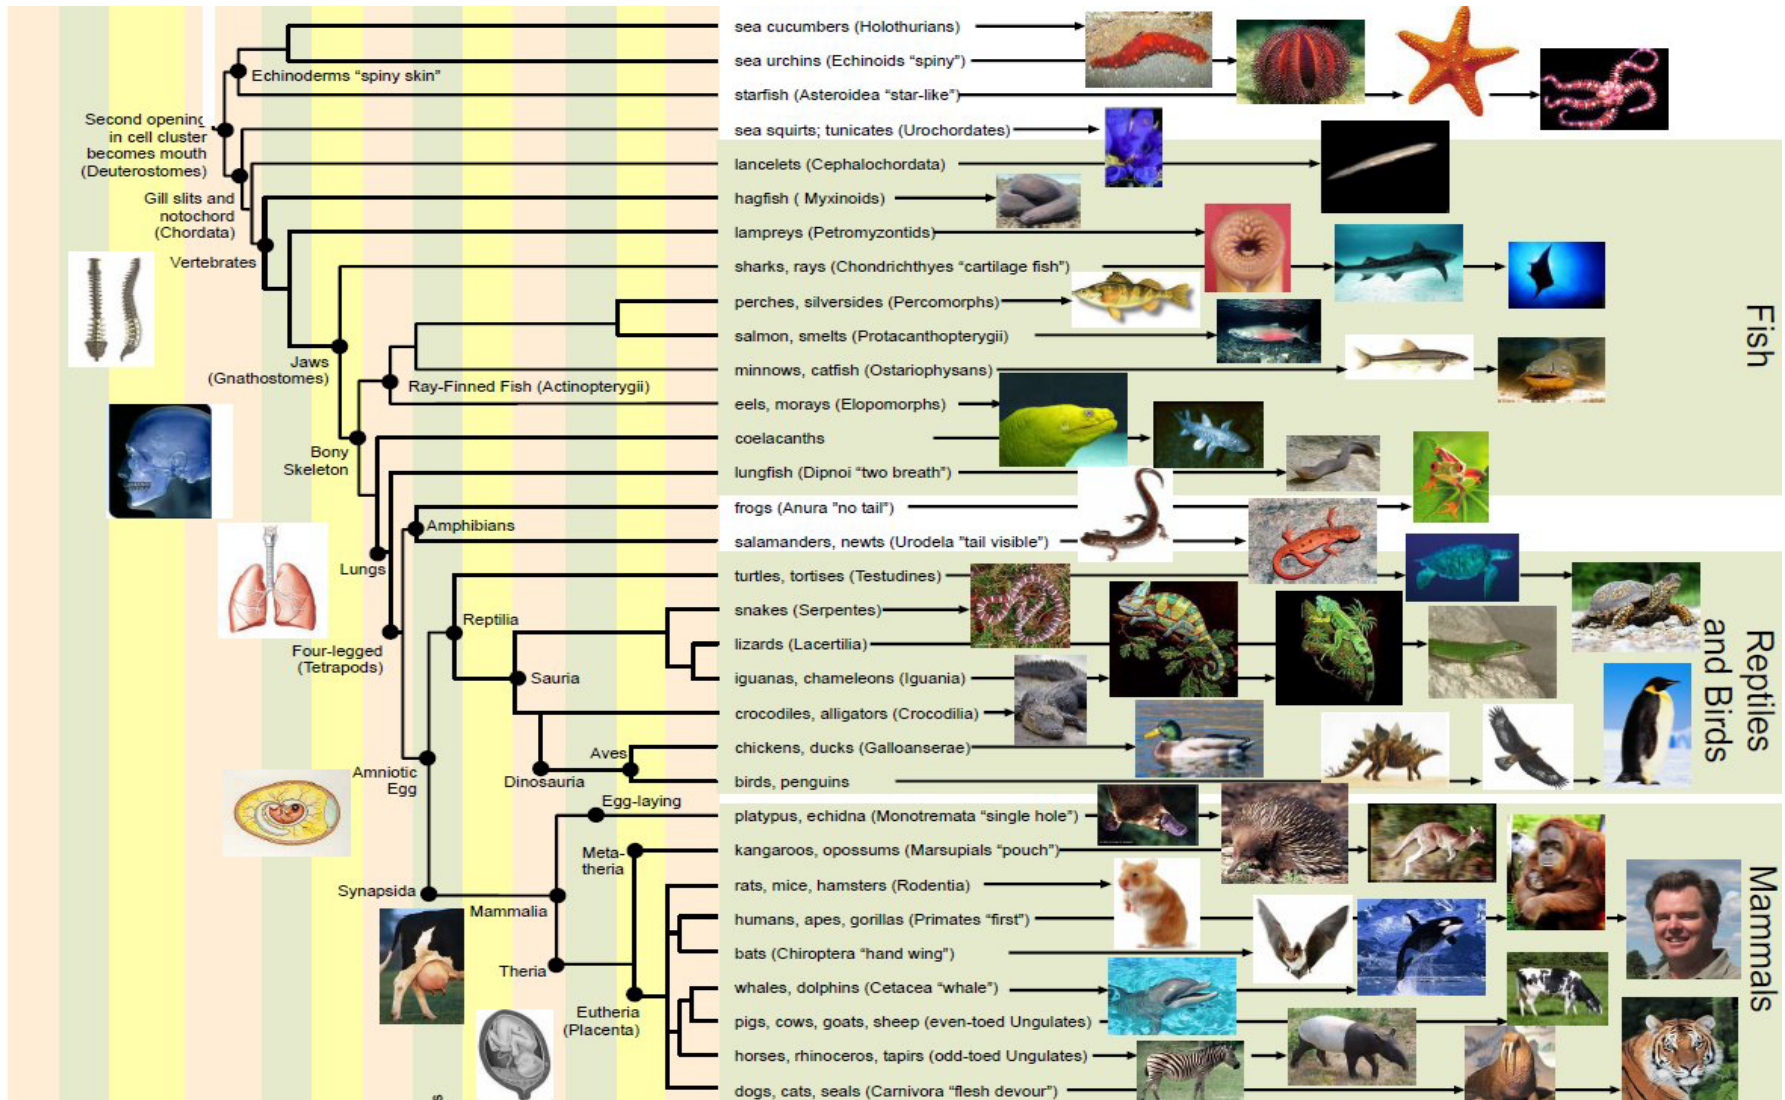 sea cucumbers (Holothurians)
sea urchins (Echinoids “spiny”)
Echinoderms “spiny skin”
starfish (Asteroidea “star-like”)
Second opening
in cell cluster
becomes mouth
(Deuterostomes)
sea squirts; tunicates (Urochordates)
lancelets (Cephalochordata)
Gill slits and
notochord
(Chordata)
hagfish ( Myxinoids)
lampreys (Petromyzontids)
Vertebrates
sharks, rays (Chondrichthyes “cartilage fish”)
perches, silversides (Percomorphs)
salmon, smelts (Protacanthopterygii)
Fish
Jaws
(Gnathostomes)
minnows, catfish (Ostariophysans)
Ray-Finned Fish (Actinopterygii)
eels, morays (Elopomorphs)
coelacanths
Bony
Skeleton
lungfish (Dipnoi “two breath”)
frogs (Anura "no tail”)
Amphibians
salamanders, newts (Urodela “tail visible”)
Lungs
turtles, tortises (Testudines)
snakes (Serpentes)
Reptilia
lizards (Lacertilia)
Four-legged
(Tetrapods)
Sauria
iguanas, chameleons (Iguania)
Reptiles
and Birds
crocodiles, alligators (Crocodilia)
chickens, ducks (Galloanserae)
Aves
Amniotic
Egg
Dinosauria
birds, penguins
Egg-laying
platypus, echidna (Monotremata “single hole”)
Meta-
theria
kangaroos, opossums (Marsupials “pouch”)
Synapsida
rats, mice, hamsters (Rodentia)
Mammalia
humans, apes, gorillas (Primates “first”)
Mammals
bats (Chiroptera “hand wing”)
Theria
whales, dolphins (Cetacea “whale”)
Eutheria
(Placenta)
pigs, cows, goats, sheep (even-toed Ungulates)
horses, rhinoceros, tapirs (odd-toed Ungulates)
dogs, cats, seals (Carnivora “flesh devour”)